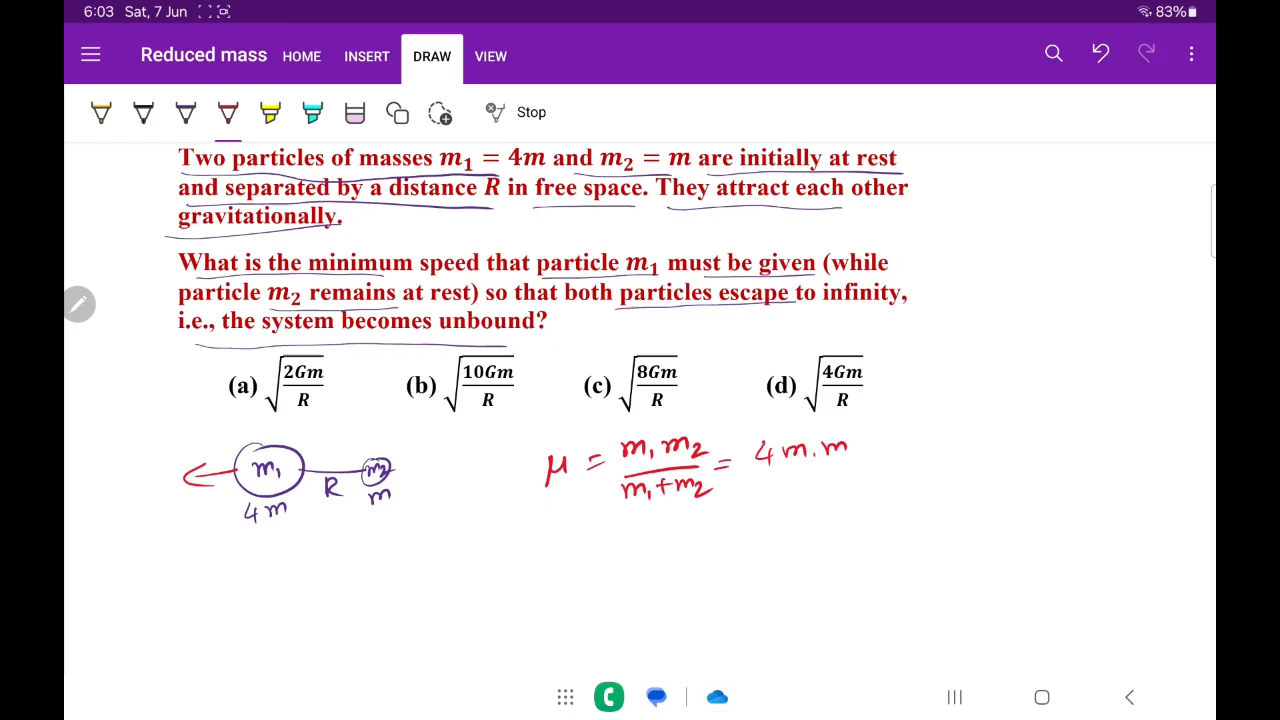 6:03 Sat, 7 Jun 83%
Reduced mass HOME INSERT DRAW VIEW
Stop
Two particles of masses m₁ = 4m and m₂ = m are initially at rest
and separated by a distance R in free space. They attract each other
gravitationally.
What is the minimum speed that particle m₁ must be given (while
particle m₂ remains at rest) so that both particles escape to infinity,
i.e., the system becomes unbound?
(a) √(2Gm/R) (b) √(10Gm/R) (c) √(8Gm/R) (d) √(4Gm/R)
m₁ R m₂
4m m
μ = m₁m₂/(m₁+m₂) = 4m.m